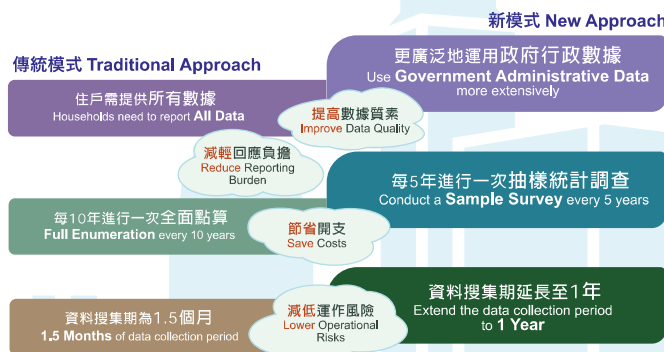 新模式 New Approach
傳統模式 Traditional Approach
更廣泛地運用政府行政數據
Use Government Administrative Data
more extensively
住戶需提供所有數據
Households need to report All Data
提高數據質素
Improve Data Quality
減輕回應負擔
Reduce Reporting
Burden
每5年進行一次抽樣統計調查
Conduct a Sample Survey every 5 years
每10年進行一次全面點算
Full Enumeration every 10 years
節省開支
Save Costs
資料搜集期延長至1年
Extend the data collection period
to 1 Year
資料搜集期為1.5個月
1.5 Months of data collection period
減低運作風險
Lower Operational
Risks